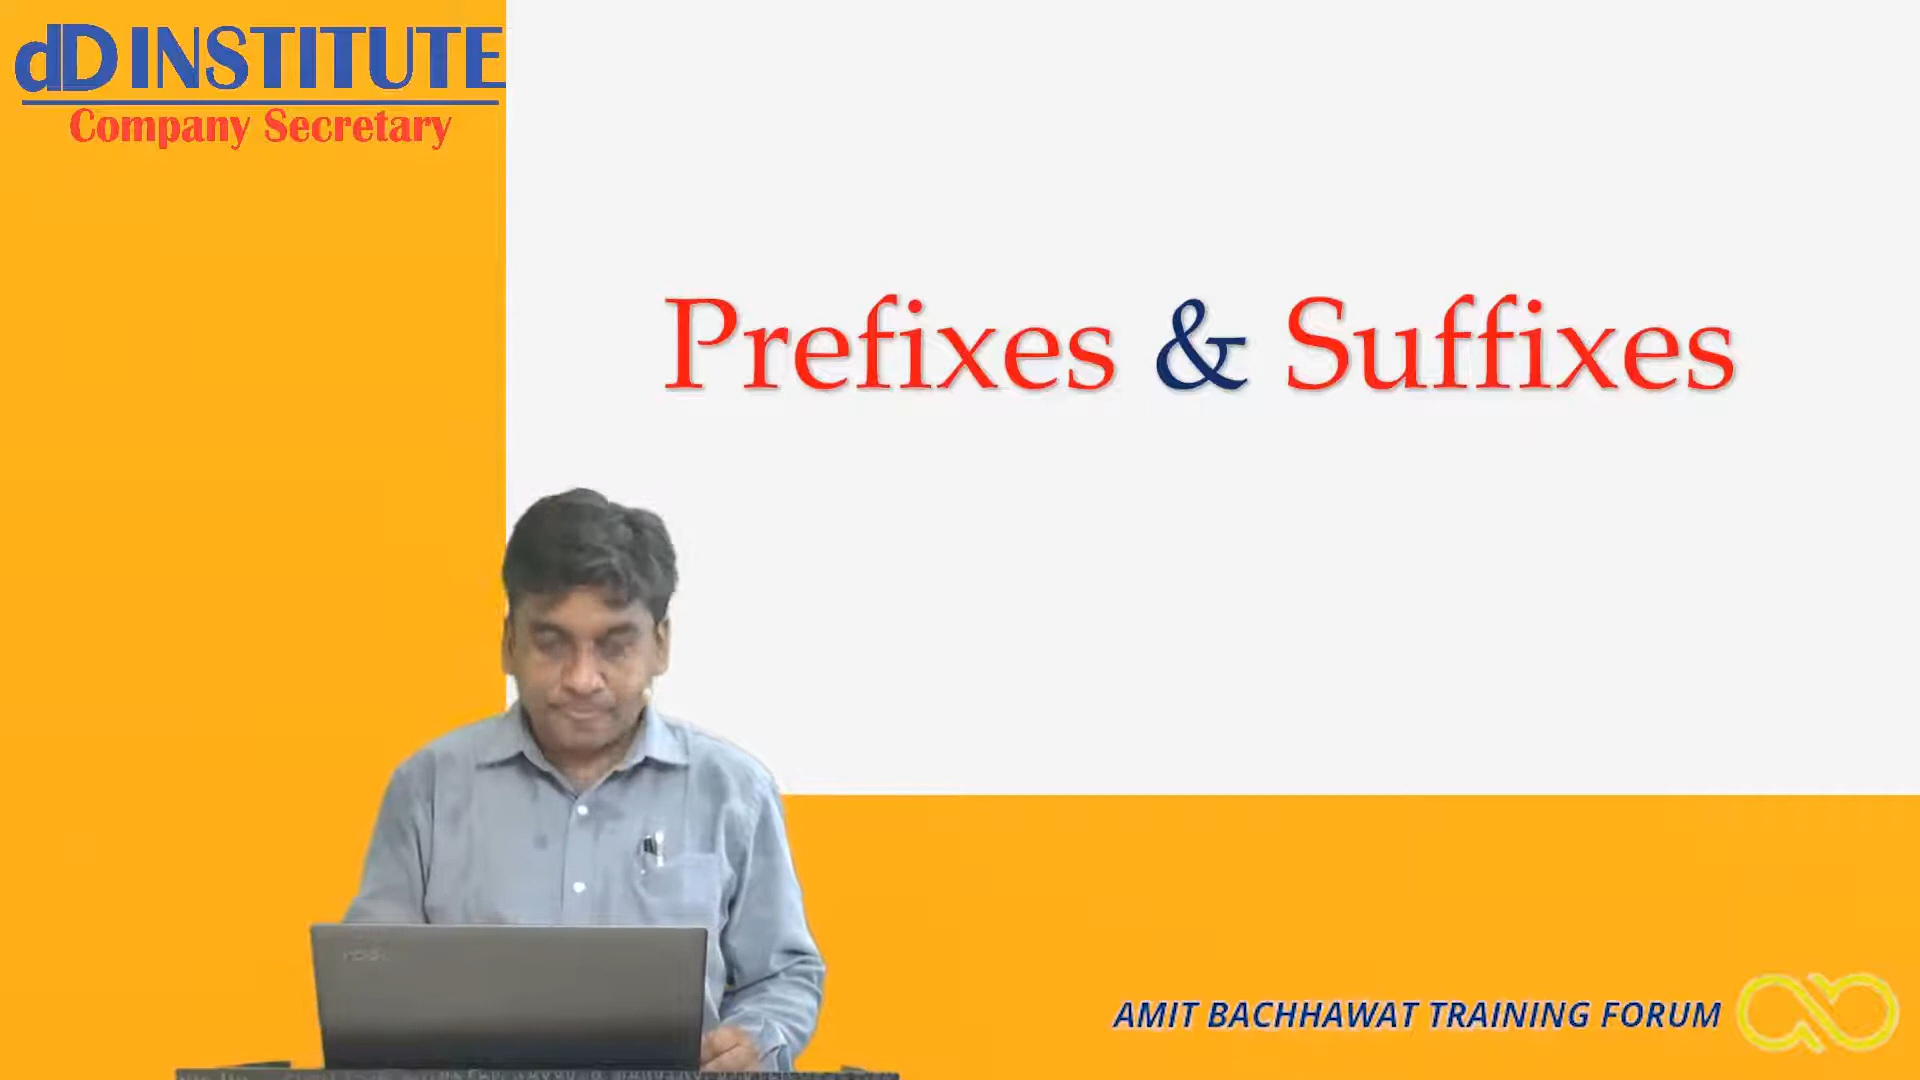 dD INSTITUTE
Company Secretary
Prefixes & Suffixes
AMIT BACHHAWAT TRAINING FORUM